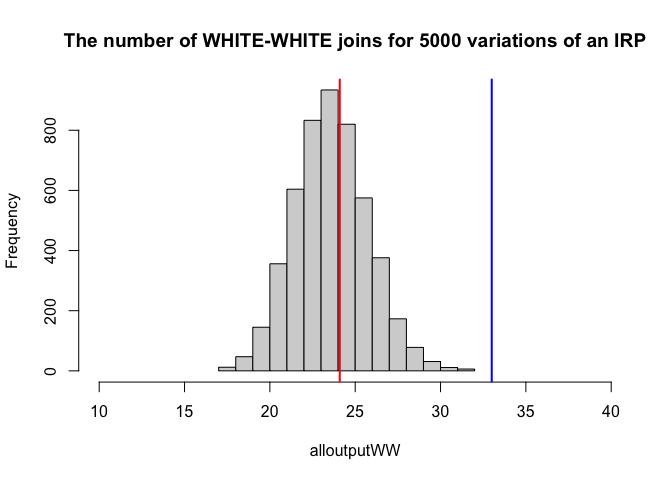 The number of WHITE-WHITE joins for 5000 variations of an IRP
Frequency
800
600
400
200
0
10 15 20 25 30 35 40
alloutputWW